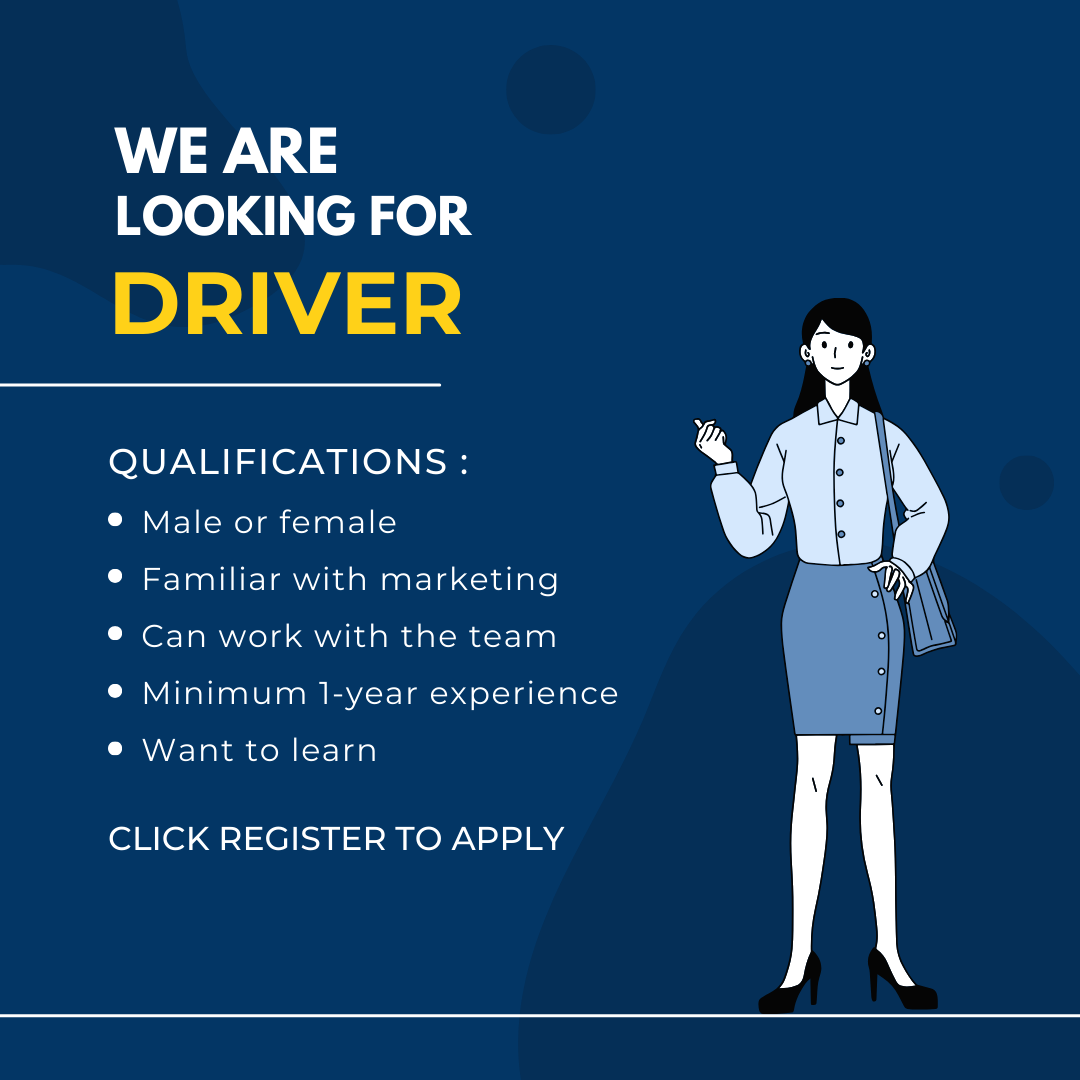 WE ARE
LOOKING FOR
DRIVER
QUALIFICATIONS :
Male or female
Familiar with marketing
Can work with the team
Minimum 1-year experience
Want to learn
CLICK REGISTER TO APPLY